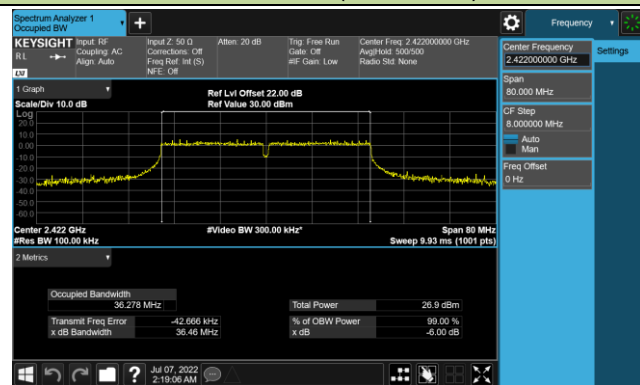 Spectrum Analyzer 1
Occupied BW
Frequency
KEYSIGHT
RL
Input: RF
Coupling: AC
Align: Auto
Input Z: 50 Ω
Corrections: Off
Freq Ref: Int (S)
NFE: Off
Atten: 20 dB
Trig: Free Run
Gate: Off
#IF Gain: Low
Center Freq: 2.422000000 GHz
Avg|Hold: 500/500
Radio Std: None
LXI
1 Graph
Scale/Div 10.0 dB
Ref Lvl Offset 22.00 dB
Ref Value 30.00 dBm
Log
20.0
10.0
0.00
-10.0
-20.0
-30.0
-40.0
-50.0
-60.0
Center 2.422 GHz
#Res BW 100.00 kHz
#Video BW 300.00 kHz*
Span 80 MHz
Sweep 9.93 ms (1001 pts)
2 Metrics
Occupied Bandwidth
36.278 MHz
Total Power 26.9 dBm
Transmit Freq Error -42.666 kHz
% of OBW Power 99.00 %
x dB Bandwidth 36.46 MHz
x dB -6.00 dB
Jul 07, 2022
2:19:06 AM
Center Frequency
2.422000000 GHz
Settings
Span
80.000 MHz
CF Step
8.000000 MHz
Auto
Man
Freq Offset
0 Hz